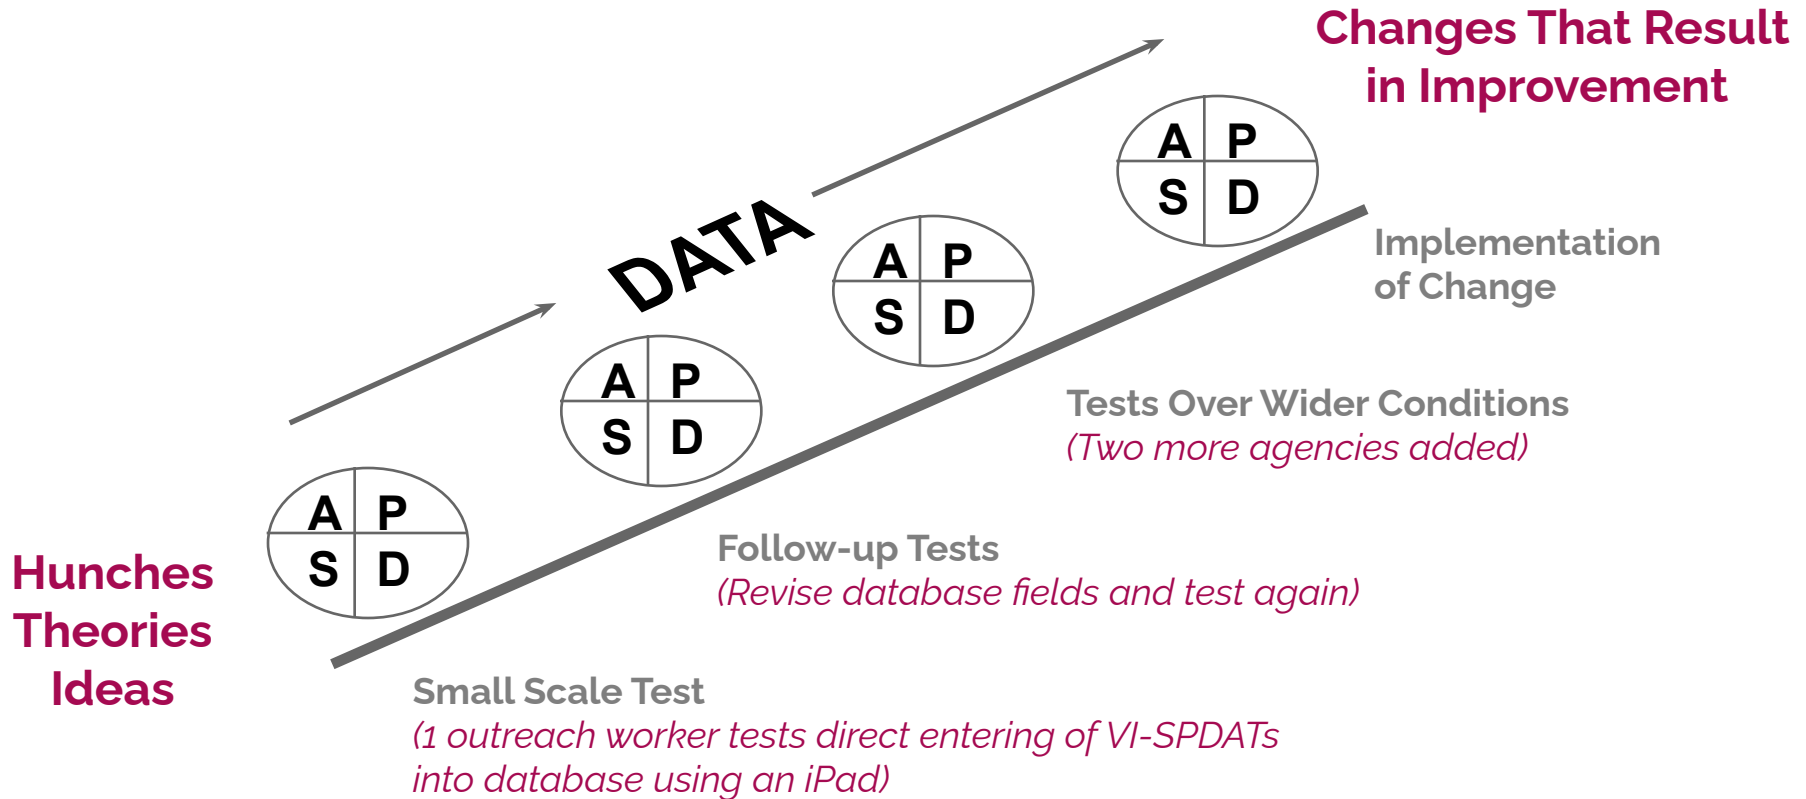 Changes That Result
in Improvement
A P
S D
Implementation
of Change
DATA
A P
S D
Tests Over Wider Conditions
(Two more agencies added)
A P
S D
Follow-up Tests
(Revise database fields and test again)
A P
S D
Hunches
Theories
Ideas
Small Scale Test
(1 outreach worker tests direct entering of VI-SPDATs
into database using an iPad)